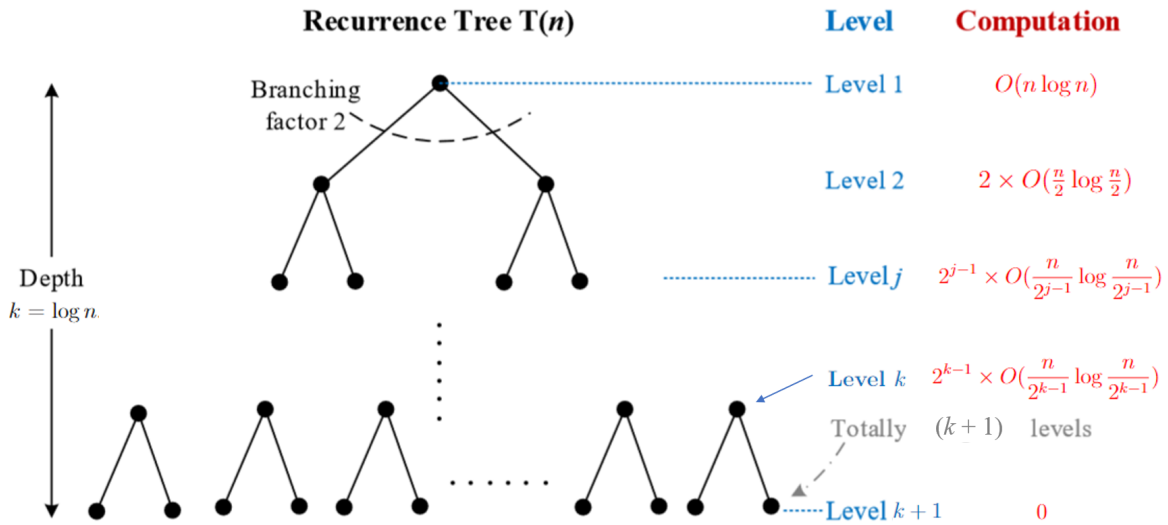 Recurrence Tree T(n) Level Computation
Branching
factor 2
Level 1 O(n log n)
Level 2 2 × O(n/2 log n/2)
Depth
k = log n
Level j 2^{j−1} × O(n/2^{j−1} log n/2^{j−1})
Level k 2^{k−1} × O(n/2^{k−1} log n/2^{k−1})
Totally (k + 1) levels
Level k + 1 0